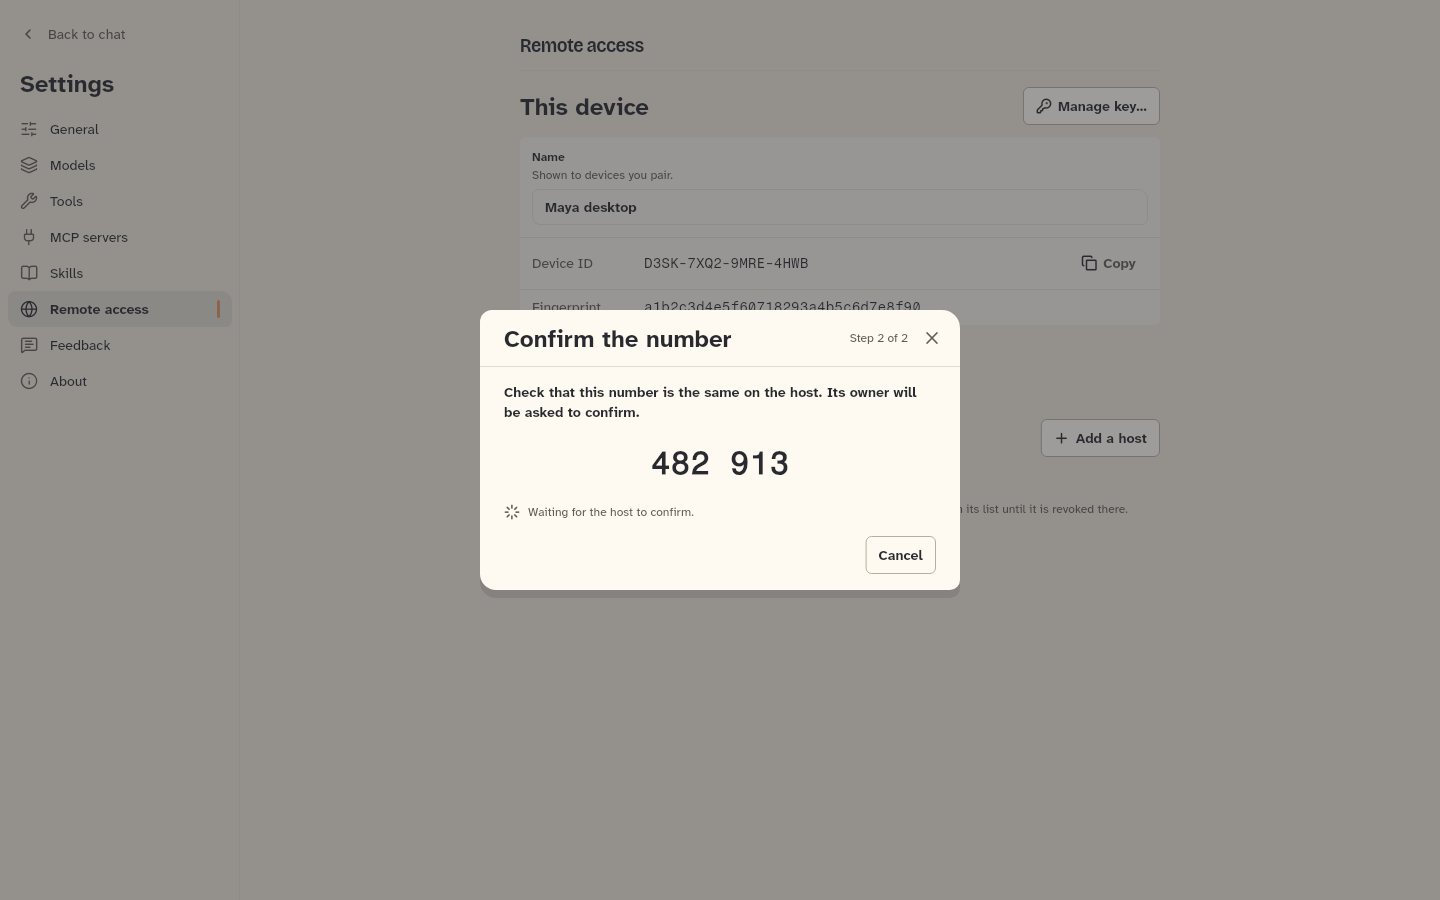 Back to chat
Settings
General
Models
Tools
MCP servers
Skills
Remote access
Feedback
About
Remote access
This device
Manage key...
Name
Shown to devices you pair.
Maya desktop
Device ID D3SK-7XQ2-9MRE-4HWB Copy
Fingerprint a1b2c3d4e5f60718293a4b5c6d7e8f90
Confirm the number
Step 2 of 2
Check that this number is the same on the host. Its owner will
be asked to confirm.
482 913
Waiting for the host to confirm.
Cancel
Add a host
its list until it is revoked there.